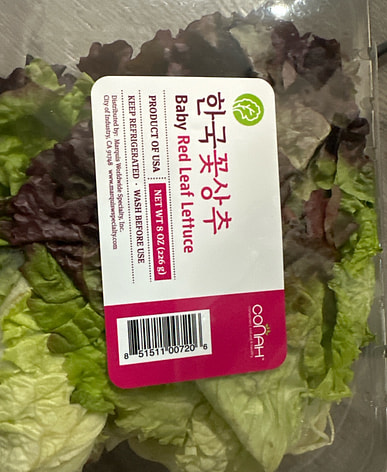 한국 꽃상추
Baby Red Leaf Lettuce
PRODUCT OF USA
NET WT 8 OZ (226 g)
KEEP REFRIGERATED • WASH BEFORE USE
Distributed by: Marquis Worldwide Specialty, Inc.
City of Industry, CA 91748 www.marquisspecialty.com
CONAH
8 51511 00720 6